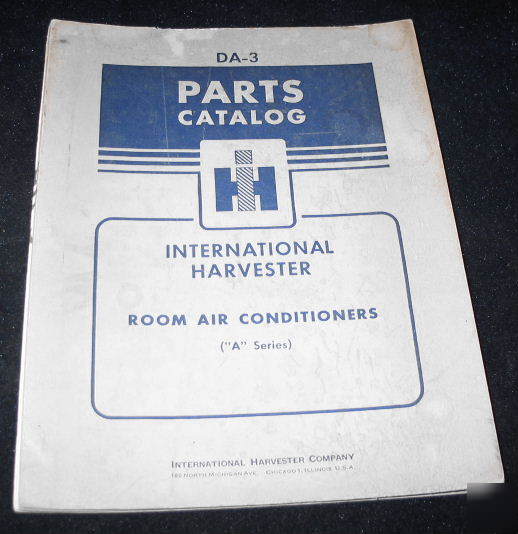 DA-3
PARTS
CATALOG
IH
INTERNATIONAL
HARVESTER
ROOM AIR CONDITIONERS
("A" Series)
INTERNATIONAL HARVESTER COMPANY
180 NORTH MICHIGAN AVE. CHICAGO 1, ILLINOIS U.S.A.